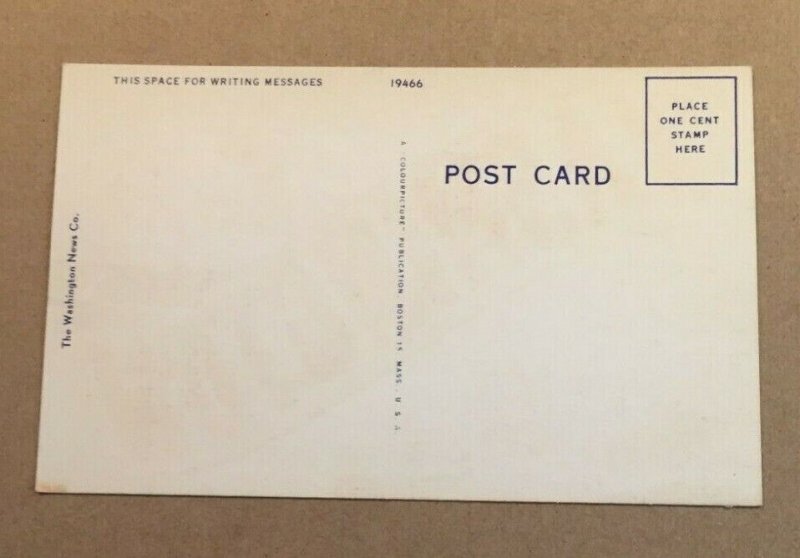 THIS SPACE FOR WRITING MESSAGES
19466
PLACE
ONE CENT
STAMP
HERE
POST CARD
A "COLOURPICTURE" PUBLICATION BOSTON 15 MASS. U. S. A.
The Washington News Co.